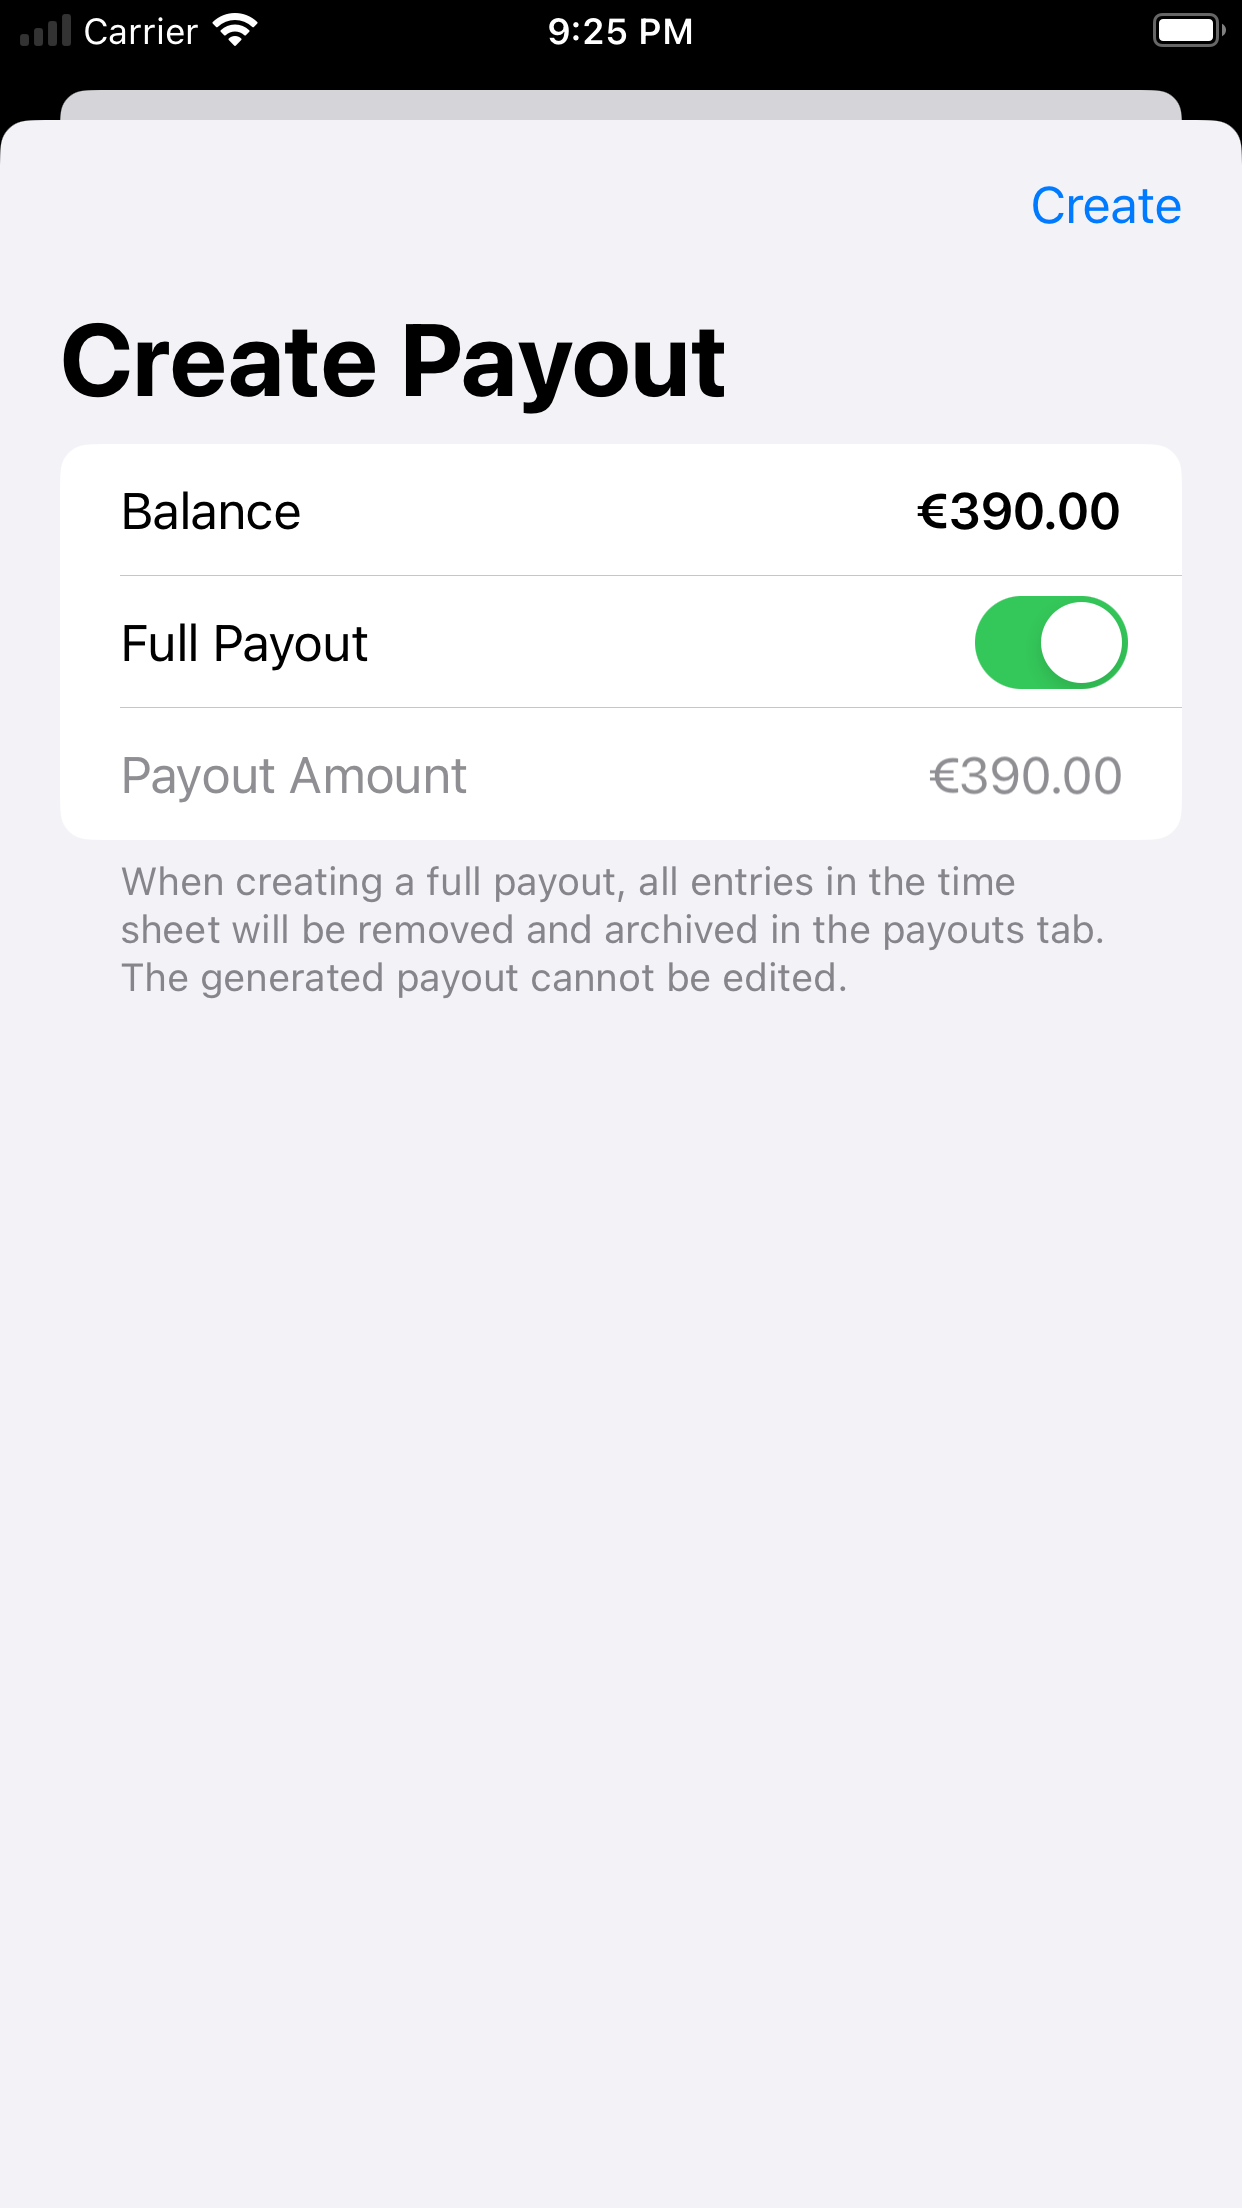 Carrier 9:25 PM
Create
Create Payout
Balance €390.00
Full Payout
Payout Amount €390.00
When creating a full payout, all entries in the time
sheet will be removed and archived in the payouts tab.
The generated payout cannot be edited.